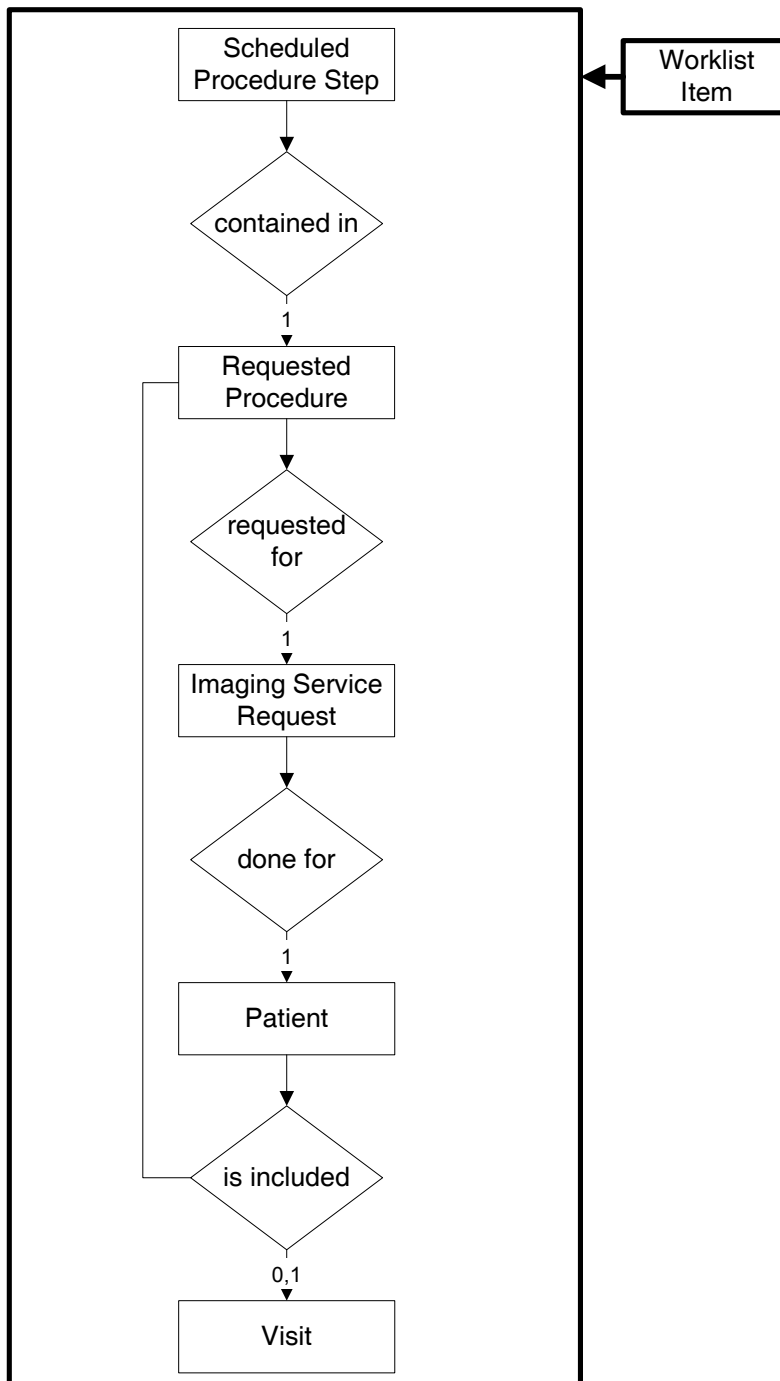 Scheduled
Procedure Step
Worklist
Item
contained in
1
Requested
Procedure
requested
for
1
Imaging Service
Request
done for
1
Patient
is included
0,1
Visit